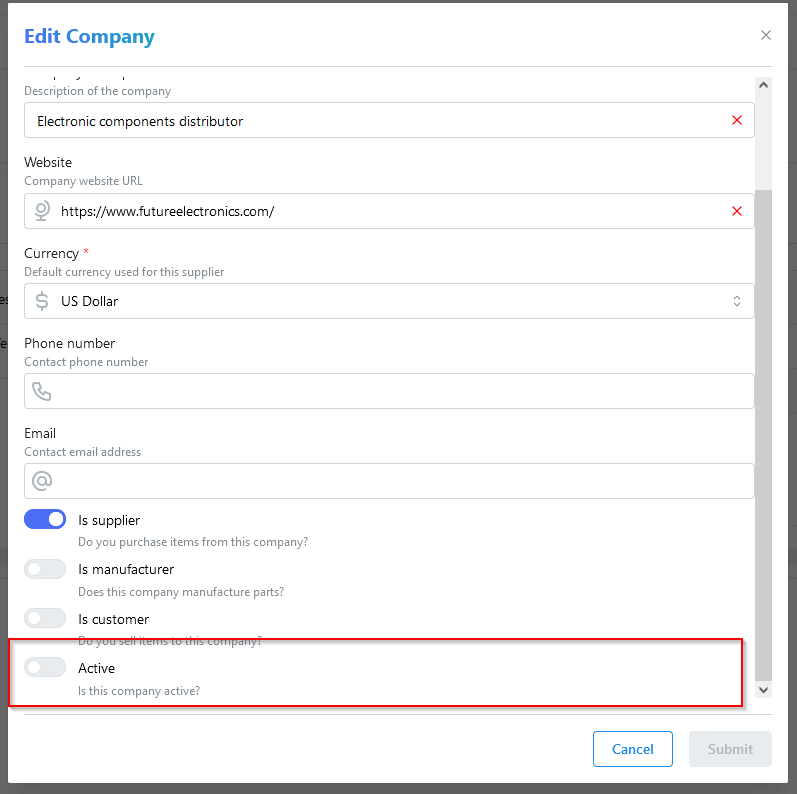 Edit Company
Description of the company
Electronic components distributor
Website
Company website URL
https://www.futureelectronics.com/
Currency *
Default currency used for this supplier
US Dollar
Phone number
Contact phone number
Email
Contact email address
Is supplier
Do you purchase items from this company?
Is manufacturer
Does this company manufacture parts?
Is customer
Do you sell items to this company?
Active
Is this company active?
Cancel
Submit